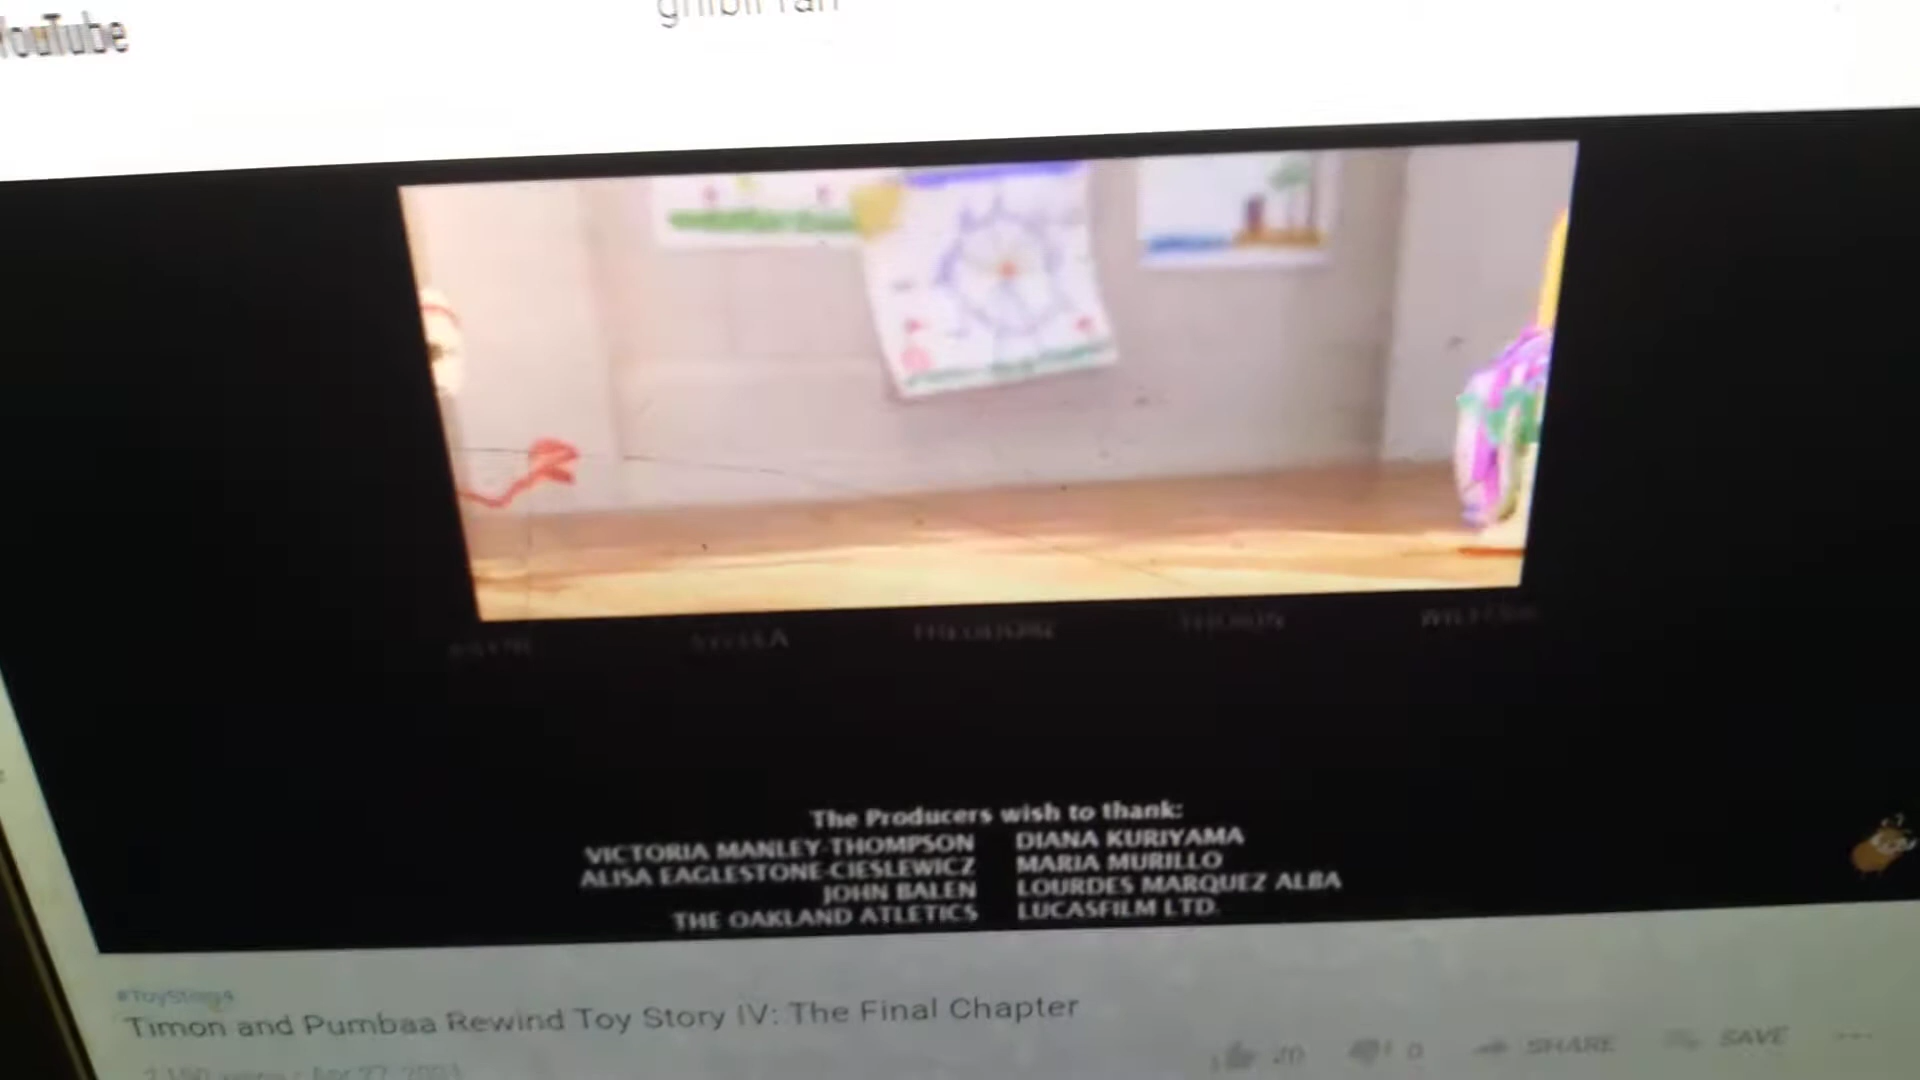 YouTube
The Producers wish to thank:
VICTORIA MANLEY-THOMPSON DIANA KURIYAMA
ALISA EAGLESTONE-CIESLEWICZ MARIA MURILLO
JOHN BALEN LOURDES MARQUEZ ALBA
THE OAKLAND ATLETICS LUCASFILM LTD.
#ToyStory4
Timon and Pumbaa Rewind Toy Story IV: The Final Chapter
0 SHARE SAVE